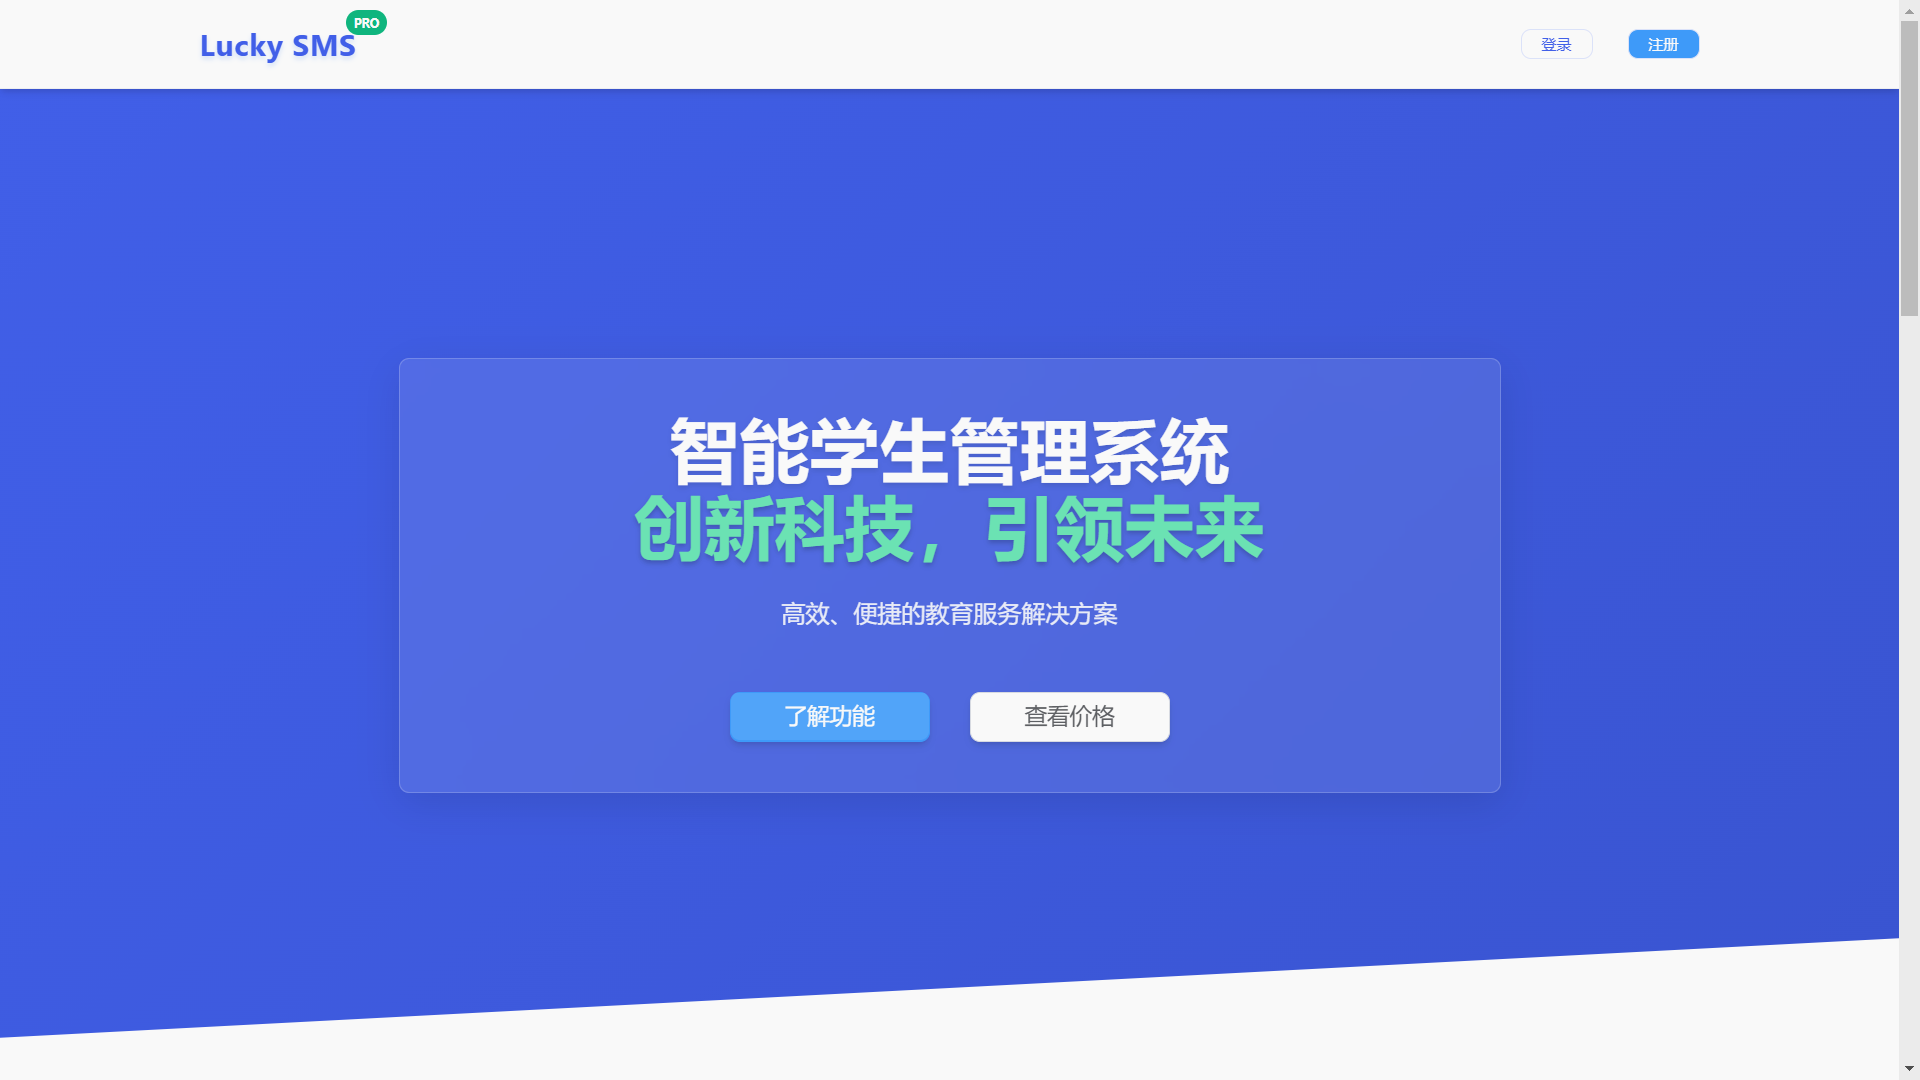 Lucky SMS
PRO
登录
注册
智能学生管理系统
创新科技，引领未来
高效、便捷的教育服务解决方案
了解功能
查看价格